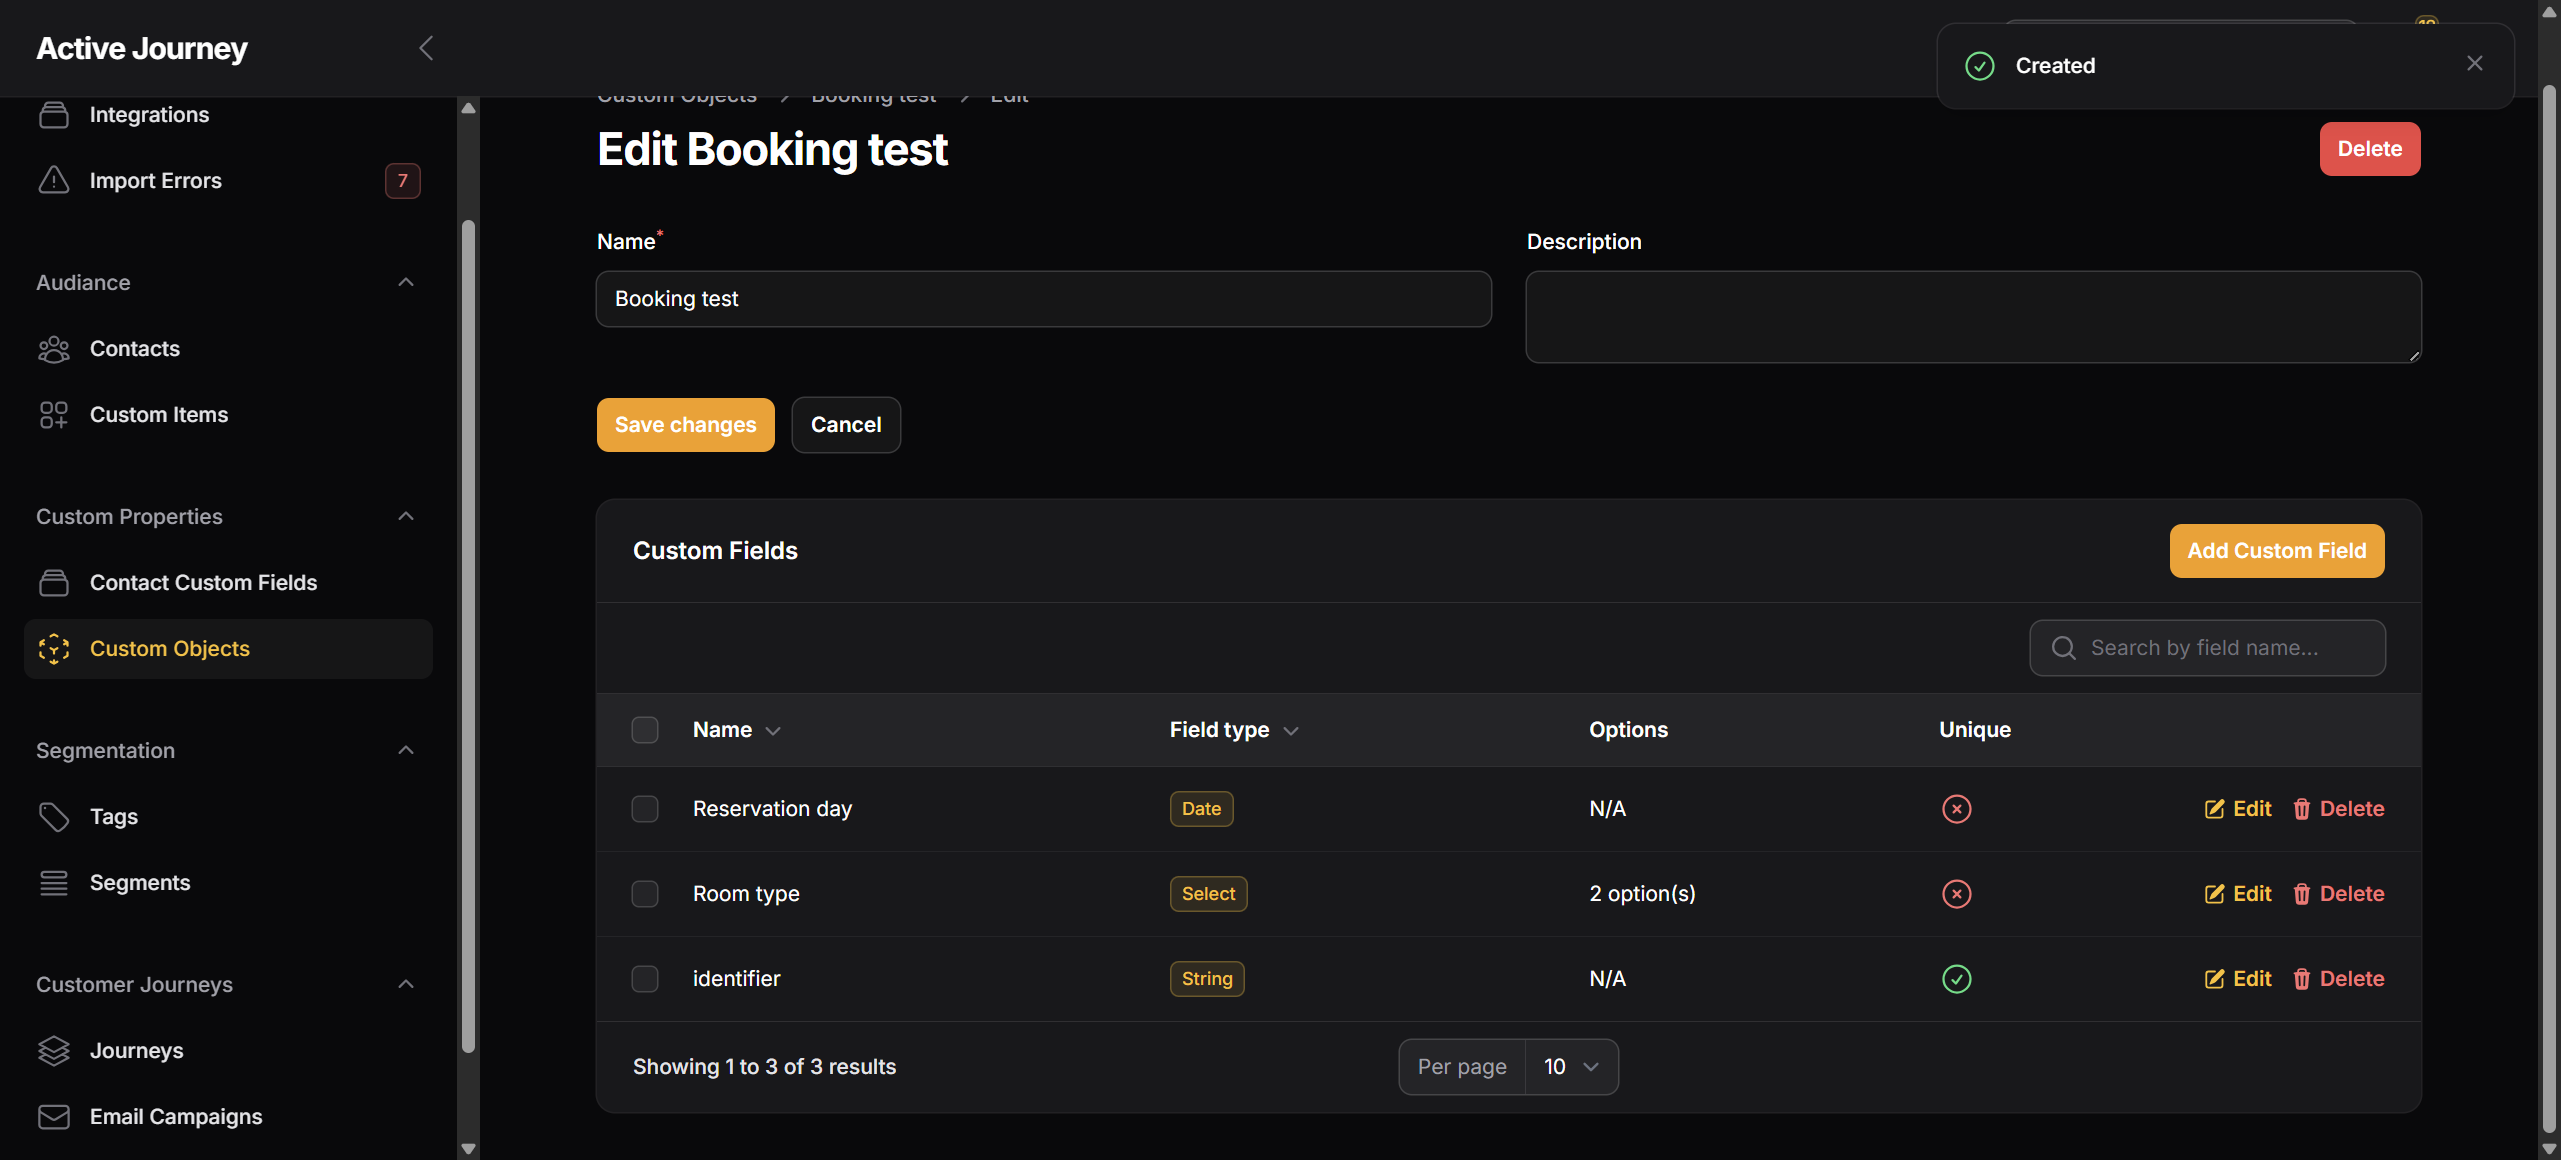 Active Journey
Created
Integrations
Import Errors
7
Audiance
Contacts
Custom Items
Custom Properties
Contact Custom Fields
Custom Objects
Segmentation
Tags
Segments
Customer Journeys
Journeys
Email Campaigns
Custom Objects > Booking test > Edit
Edit Booking test
Delete
Name*
Description
Booking test
Save changes
Cancel
Custom Fields
Add Custom Field
Search by field name...
Name
Field type
Options
Unique
Reservation day
Date
N/A
Edit
Delete
Room type
Select
2 option(s)
Edit
Delete
identifier
String
N/A
Edit
Delete
Showing 1 to 3 of 3 results
Per page
10